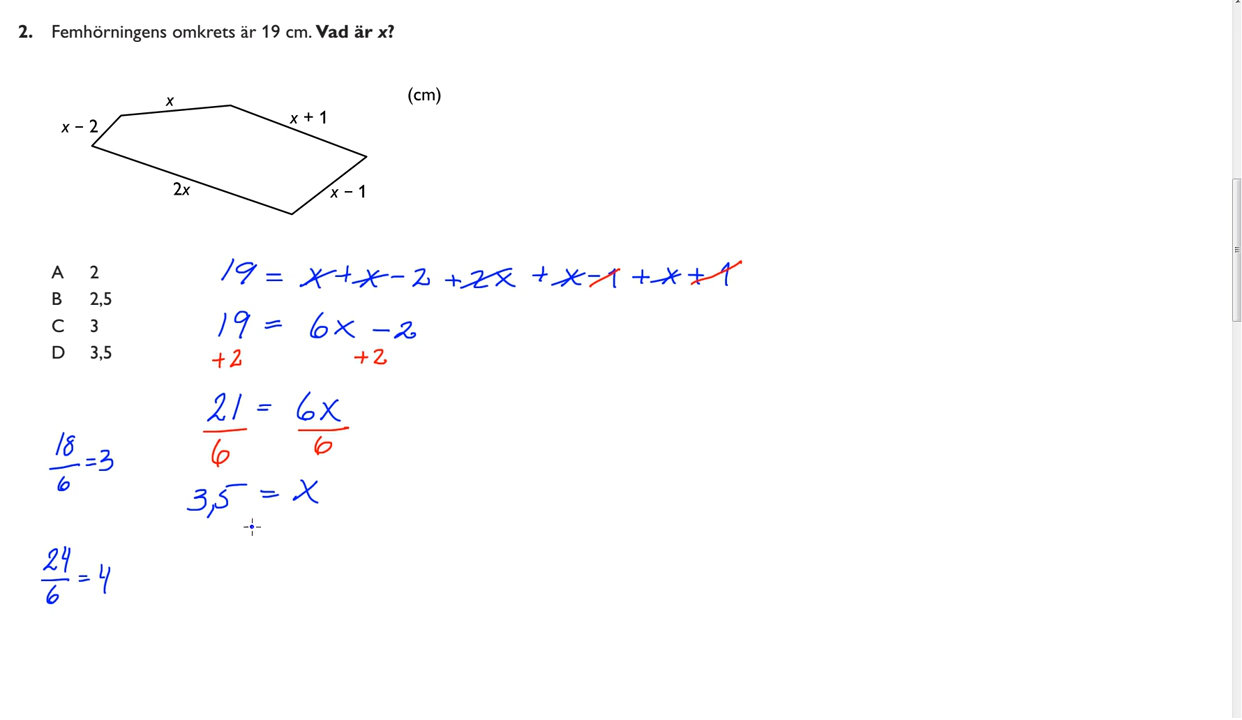 2. Femhörningens omkrets är 19 cm. Vad är x?
(cm)
x
x + 1
x – 2
2x
x – 1
A 2
B 2,5
C 3
D 3,5
19 = x+x-2 +2x +x-1 +x+1
19 = 6x -2
+2 +2
21 = 6x
6 6
3,5 = x
18
6 =3
24
6 =4